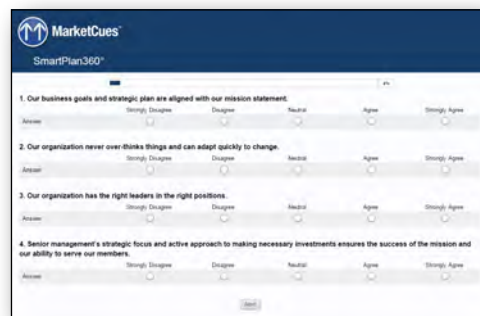 MarketCues™
SmartPlan360°
1. Our business goals and strategic plan are aligned with our mission statement.
Strongly Disagree Disagree Neutral Agree Strongly Agree
Answer
2. Our organization never over-thinks things and can adapt quickly to change.
Strongly Disagree Disagree Neutral Agree Strongly Agree
Answer
3. Our organization has the right leaders in the right positions.
Strongly Disagree Disagree Neutral Agree Strongly Agree
Answer
4. Senior management's strategic focus and active approach to making necessary investments ensures the success of the mission and
our ability to serve our members.
Strongly Disagree Disagree Neutral Agree Strongly Agree
Answer